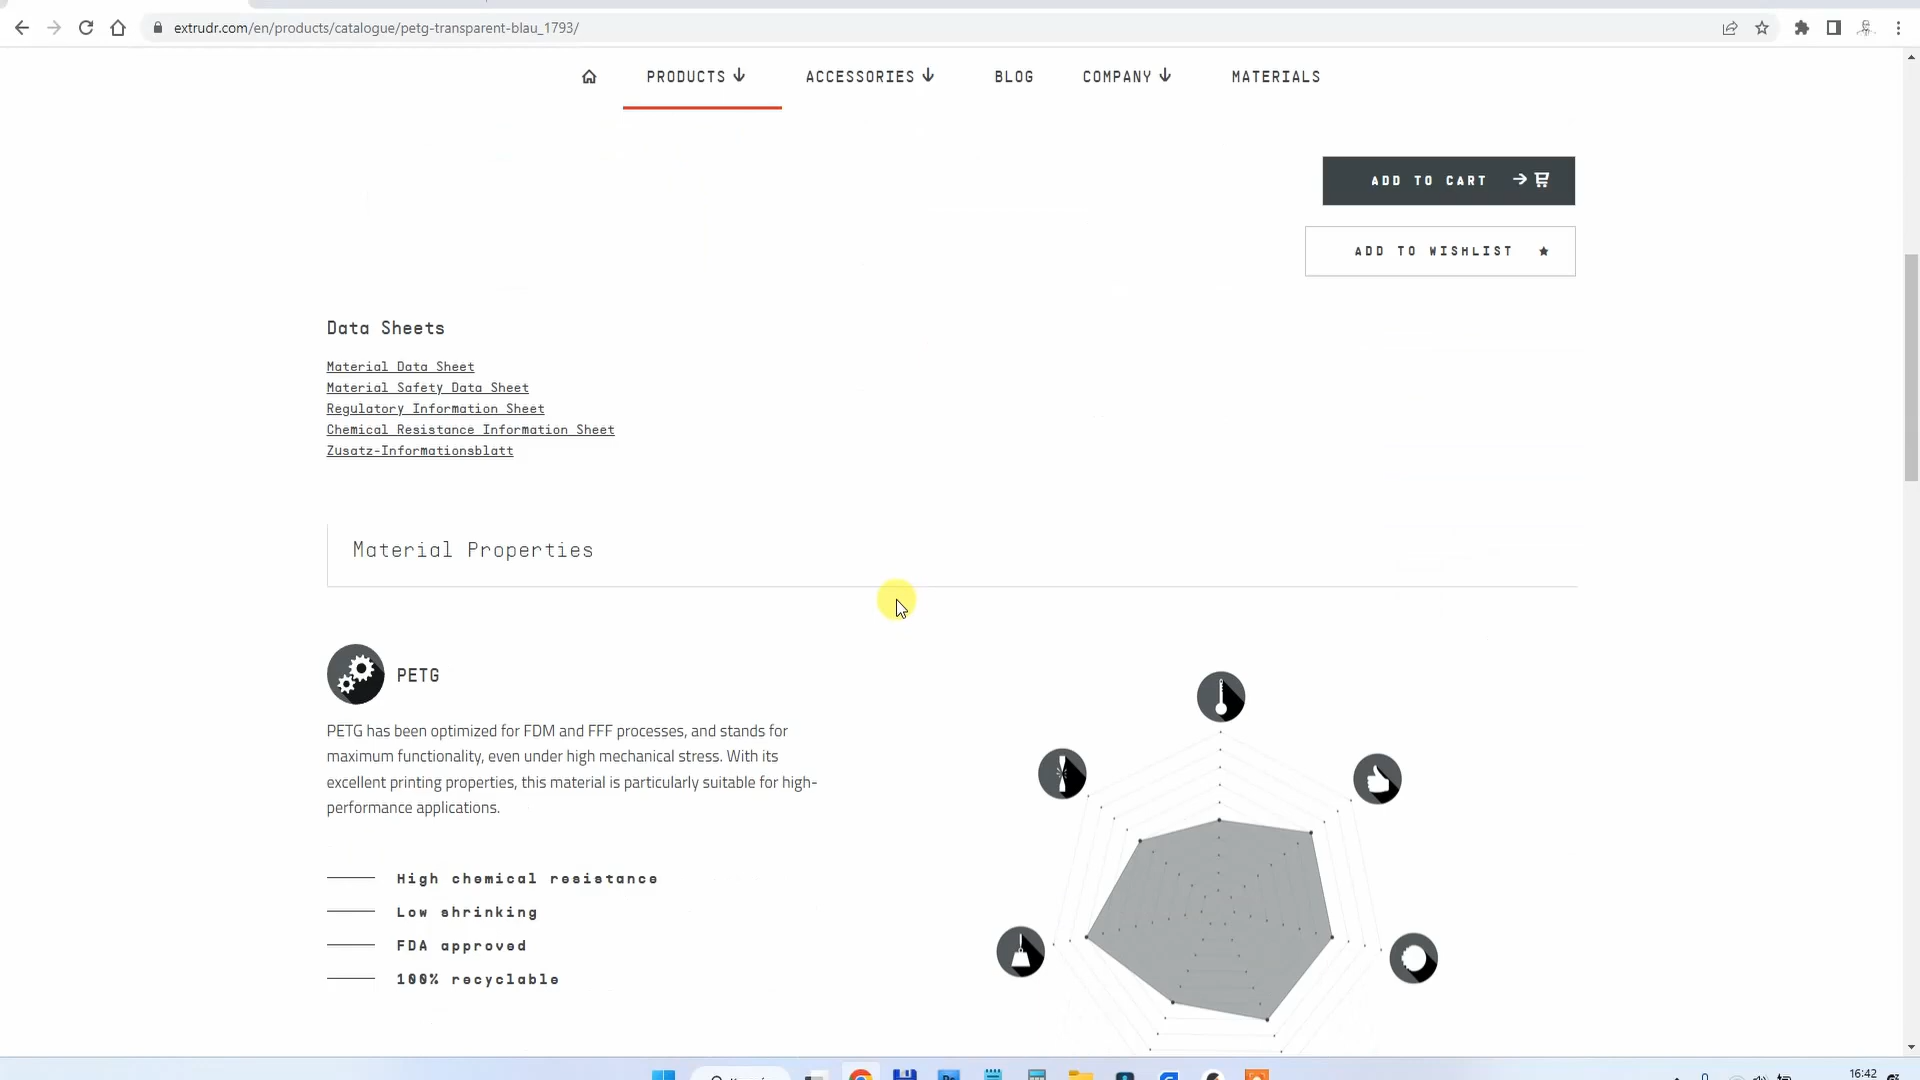 extrudr.com/en/products/catalogue/petg-transparent-blau_1793/
PRODUCTS ACCESSORIES BLOG COMPANY MATERIALS
ADD TO CART
ADD TO WISHLIST
Data Sheets
Material Data Sheet
Material Safety Data Sheet
Regulatory Information Sheet
Chemical Resistance Information Sheet
Zusatz-Informationsblatt
Material Properties
PETG
PETG has been optimized for FDM and FFF processes, and stands for
maximum functionality, even under high mechanical stress. With its
excellent printing properties, this material is particularly suitable for high-
performance applications.
High chemical resistance
Low shrinking
FDA approved
100% recyclable
16:42